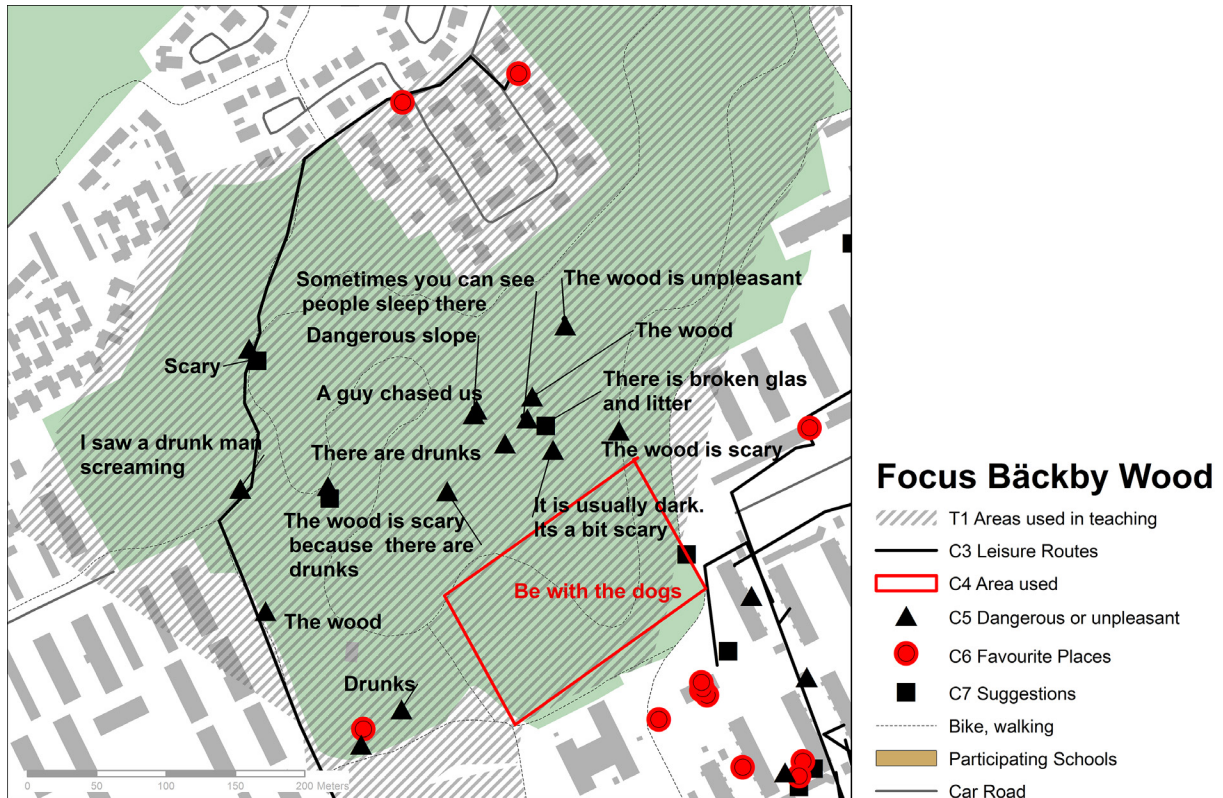 Sometimes you can see
people sleep there
The wood is unpleasant
Dangerous slope
The wood
Scary
A guy chased us
There is broken glas
and litter
I saw a drunk man
screaming
There are drunks
The wood is scary
The wood is scary
because there are
drunks
It is usually dark.
Its a bit scary
Be with the dogs
The wood
Drunks
0 50 100 150 200 Meters
Focus Bäckby Wood
T1 Areas used in teaching
C3 Leisure Routes
C4 Area used
C5 Dangerous or unpleasant
C6 Favourite Places
C7 Suggestions
Bike, walking
Participating Schools
Car Road